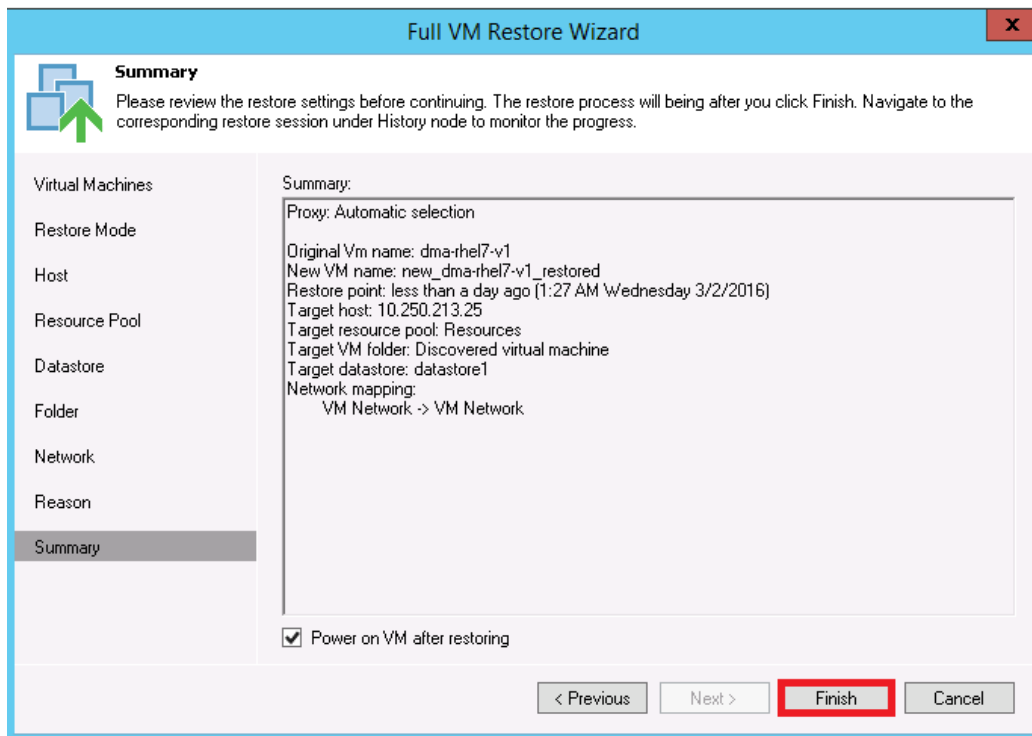 Full VM Restore Wizard
x
Summary
Please review the restore settings before continuing. The restore process will being after you click Finish. Navigate to the
corresponding restore session under History node to monitor the progress.
Virtual Machines
Restore Mode
Host
Resource Pool
Datastore
Folder
Network
Reason
Summary
Summary:
Proxy: Automatic selection
Original Vm name: dma-rhel7-v1
New VM name: new_dma-rhel7-v1_restored
Restore point: less than a day ago (1:27 AM Wednesday 3/2/2016)
Target host: 10.250.213.25
Target resource pool: Resources
Target VM folder: Discovered virtual machine
Target datastore: datastore1
Network mapping:
VM Network -> VM Network
Power on VM after restoring
< Previous
Next >
Finish
Cancel